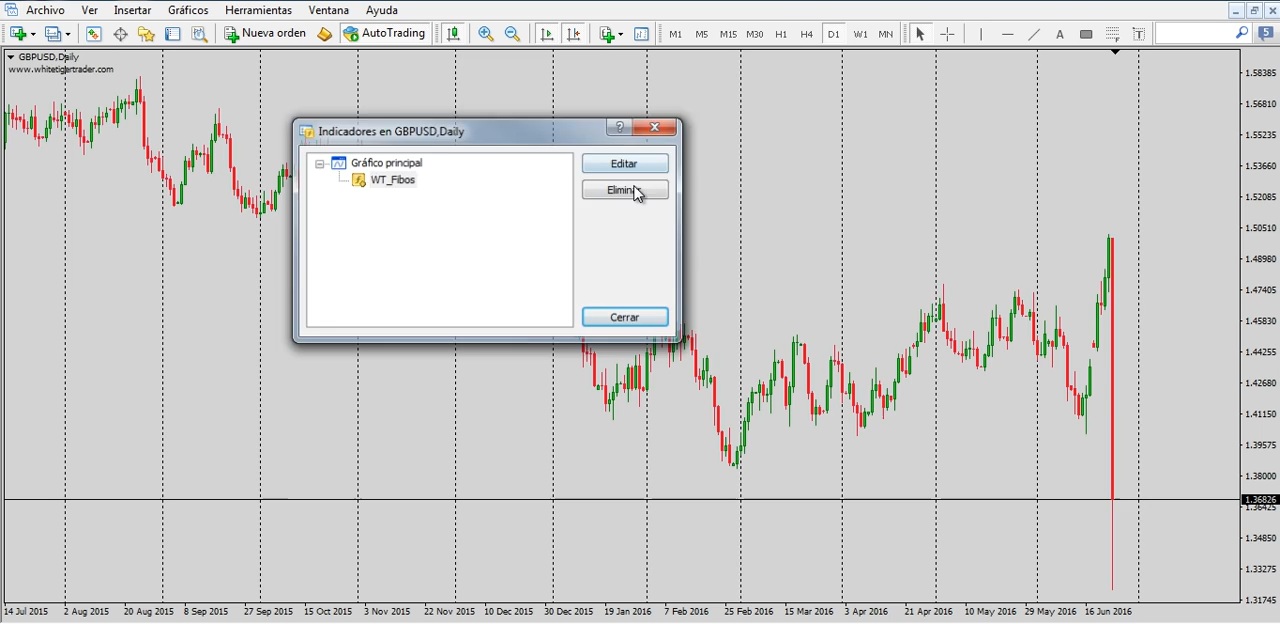 Archivo Ver Insertar Gráficos Herramientas Ventana Ayuda
Nueva orden AutoTrading M1 M5 M15 M30 H1 H4 D1 W1 MN A T 5
GBPUSD,Daily
www.whitetigertrader.com
Indicadores en GBPUSD,Daily
Gráfico principal
WT_Fibos
Editar
Eliminar
Cerrar
1.58385
1.56810
1.55235
1.53660
1.52085
1.50510
1.48980
1.47405
1.45830
1.44255
1.42680
1.41150
1.39575
1.38000
1.36826
1.36425
1.34850
1.33275
1.31745
14 Jul 2015 2 Aug 2015 20 Aug 2015 8 Sep 2015 27 Sep 2015 15 Oct 2015 3 Nov 2015 22 Nov 2015 10 Dec 2015 30 Dec 2015 19 Jan 2016 7 Feb 2016 25 Feb 2016 15 Mar 2016 3 Apr 2016 21 Apr 2016 10 May 2016 29 May 2016 16 Jun 2016